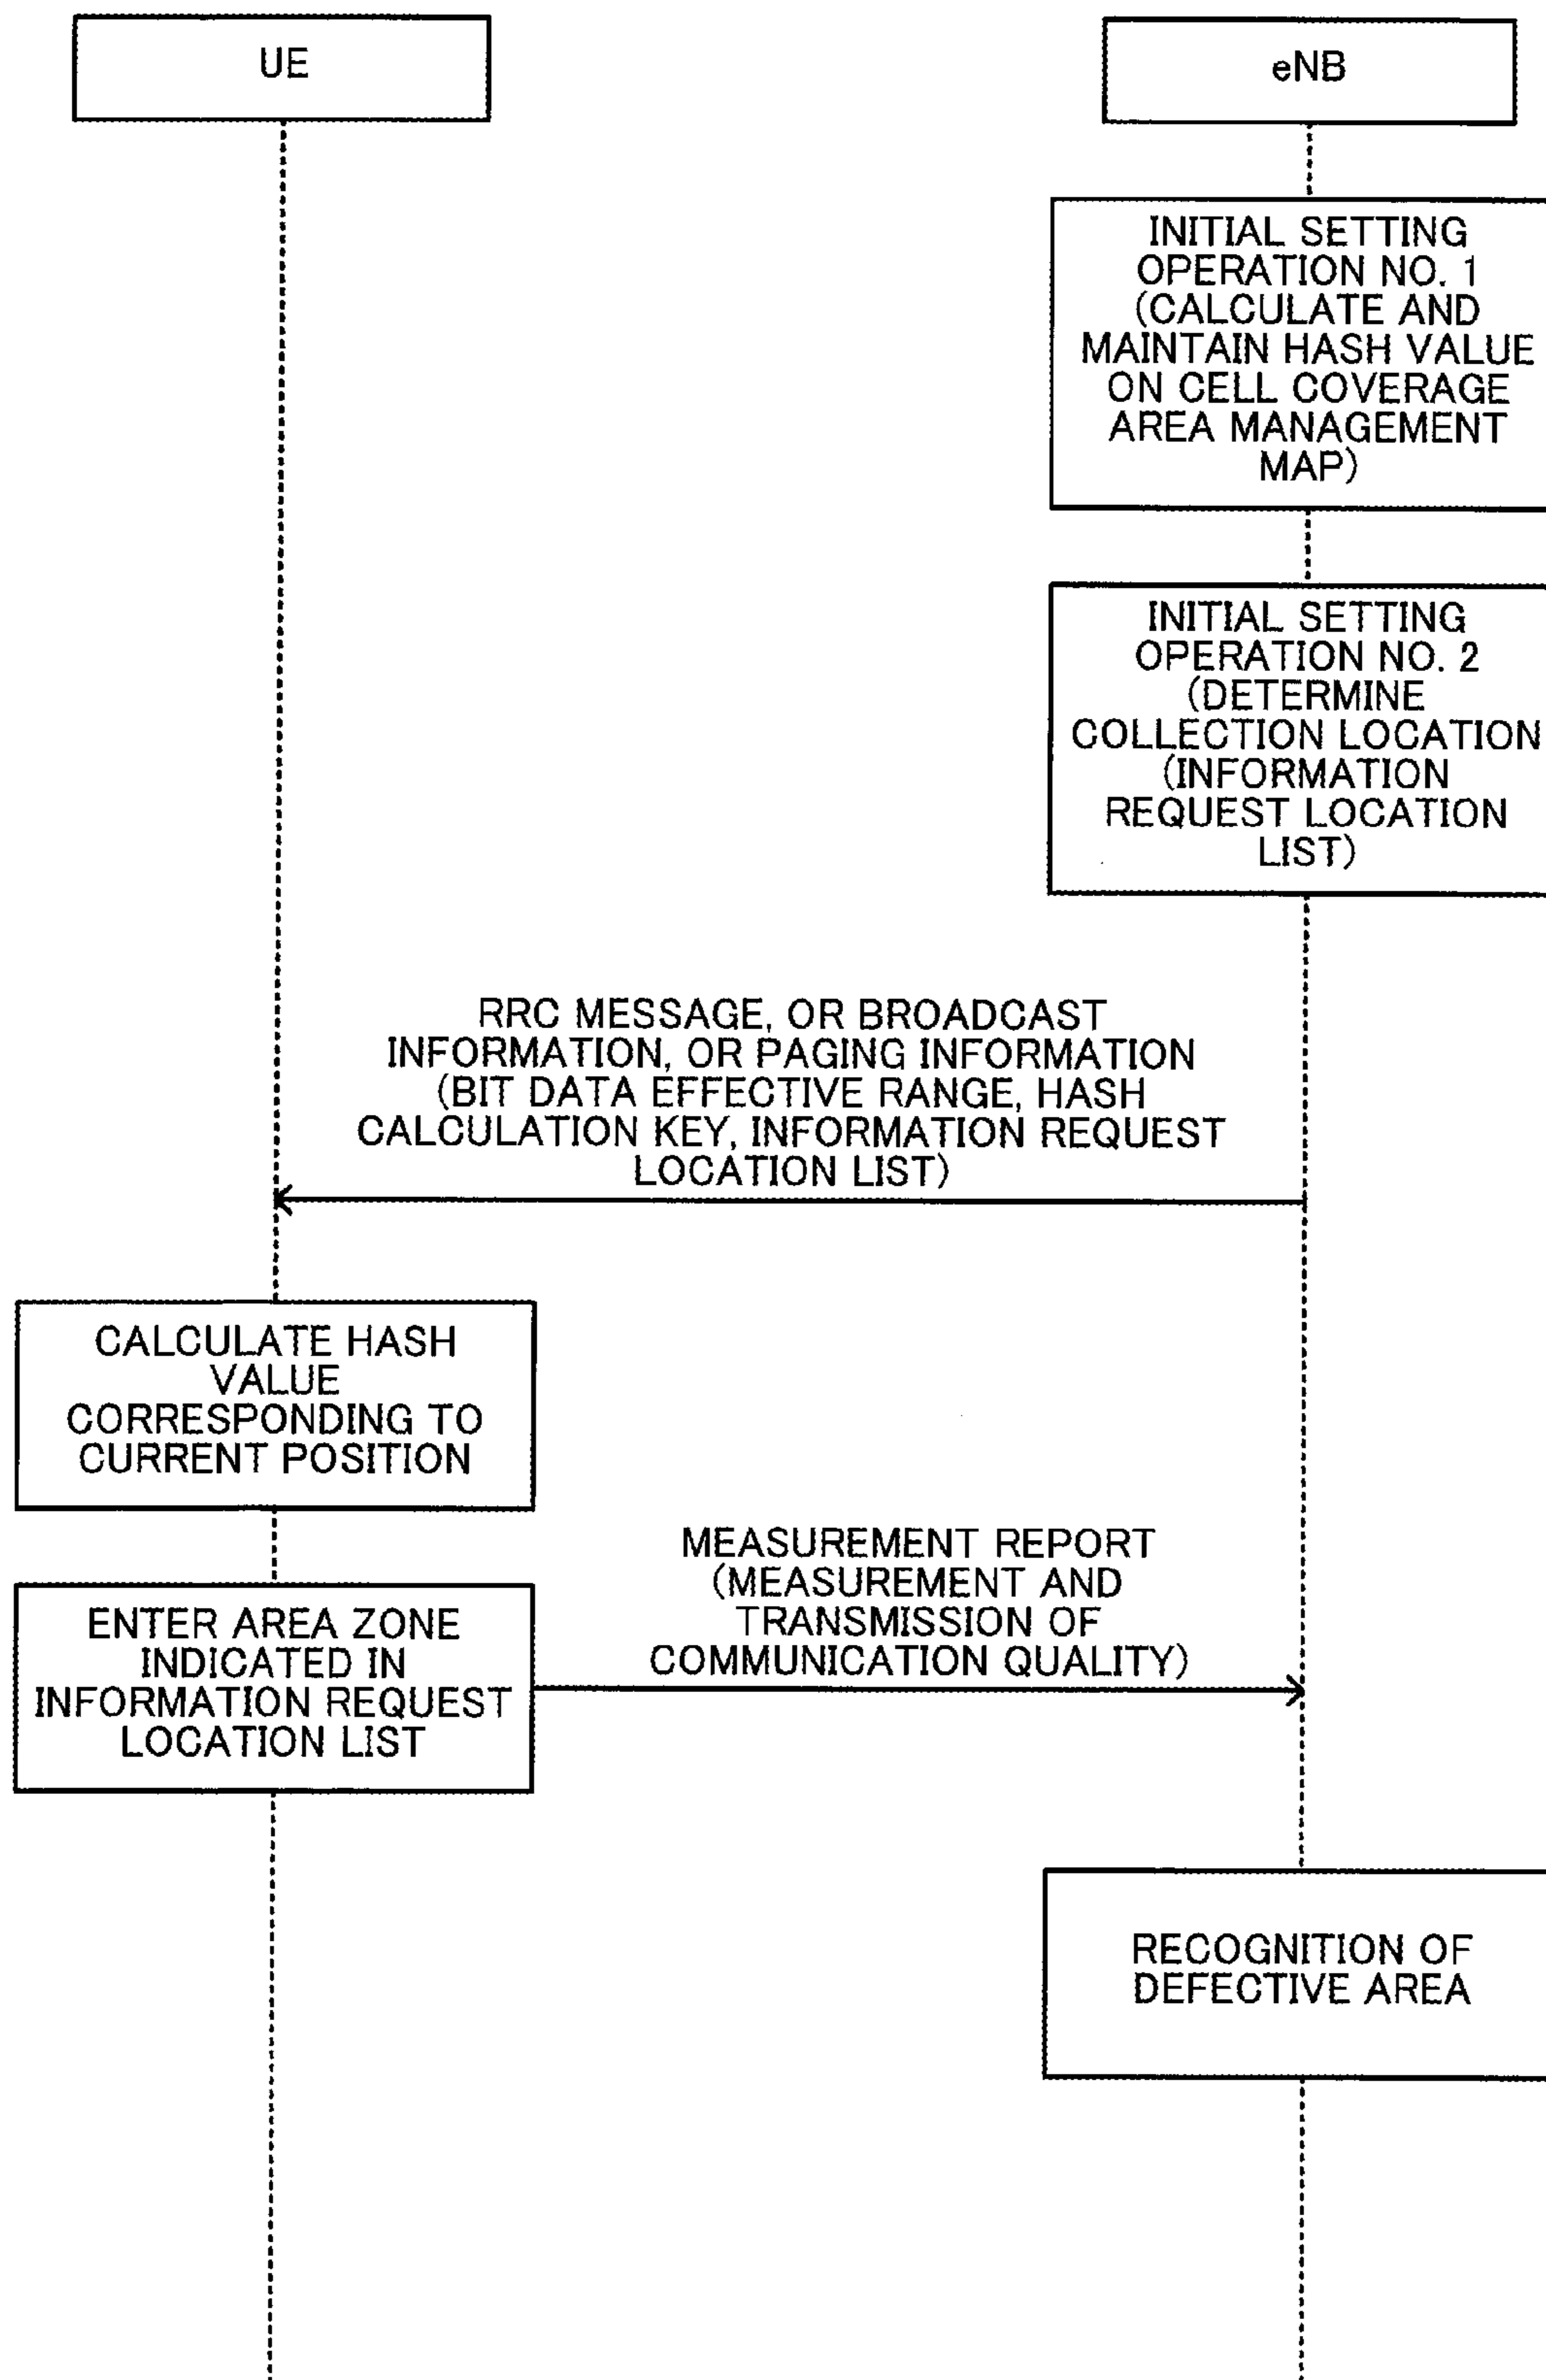 UE
eNB
INITIAL SETTING
OPERATION NO. 1
(CALCULATE AND
MAINTAIN HASH VALUE
ON CELL COVERAGE
AREA MANAGEMENT
MAP)
INITIAL SETTING
OPERATION NO. 2
(DETERMINE
COLLECTION LOCATION
(INFORMATION
REQUEST LOCATION
LIST)
RRC MESSAGE, OR BROADCAST
INFORMATION, OR PAGING INFORMATION
(BIT DATA EFFECTIVE RANGE, HASH
CALCULATION KEY, INFORMATION REQUEST
LOCATION LIST)
CALCULATE HASH
VALUE
CORRESPONDING TO
CURRENT POSITION
MEASUREMENT REPORT
(MEASUREMENT AND
TRANSMISSION OF
COMMUNICATION QUALITY)
ENTER AREA ZONE
INDICATED IN
INFORMATION REQUEST
LOCATION LIST
RECOGNITION OF
DEFECTIVE AREA